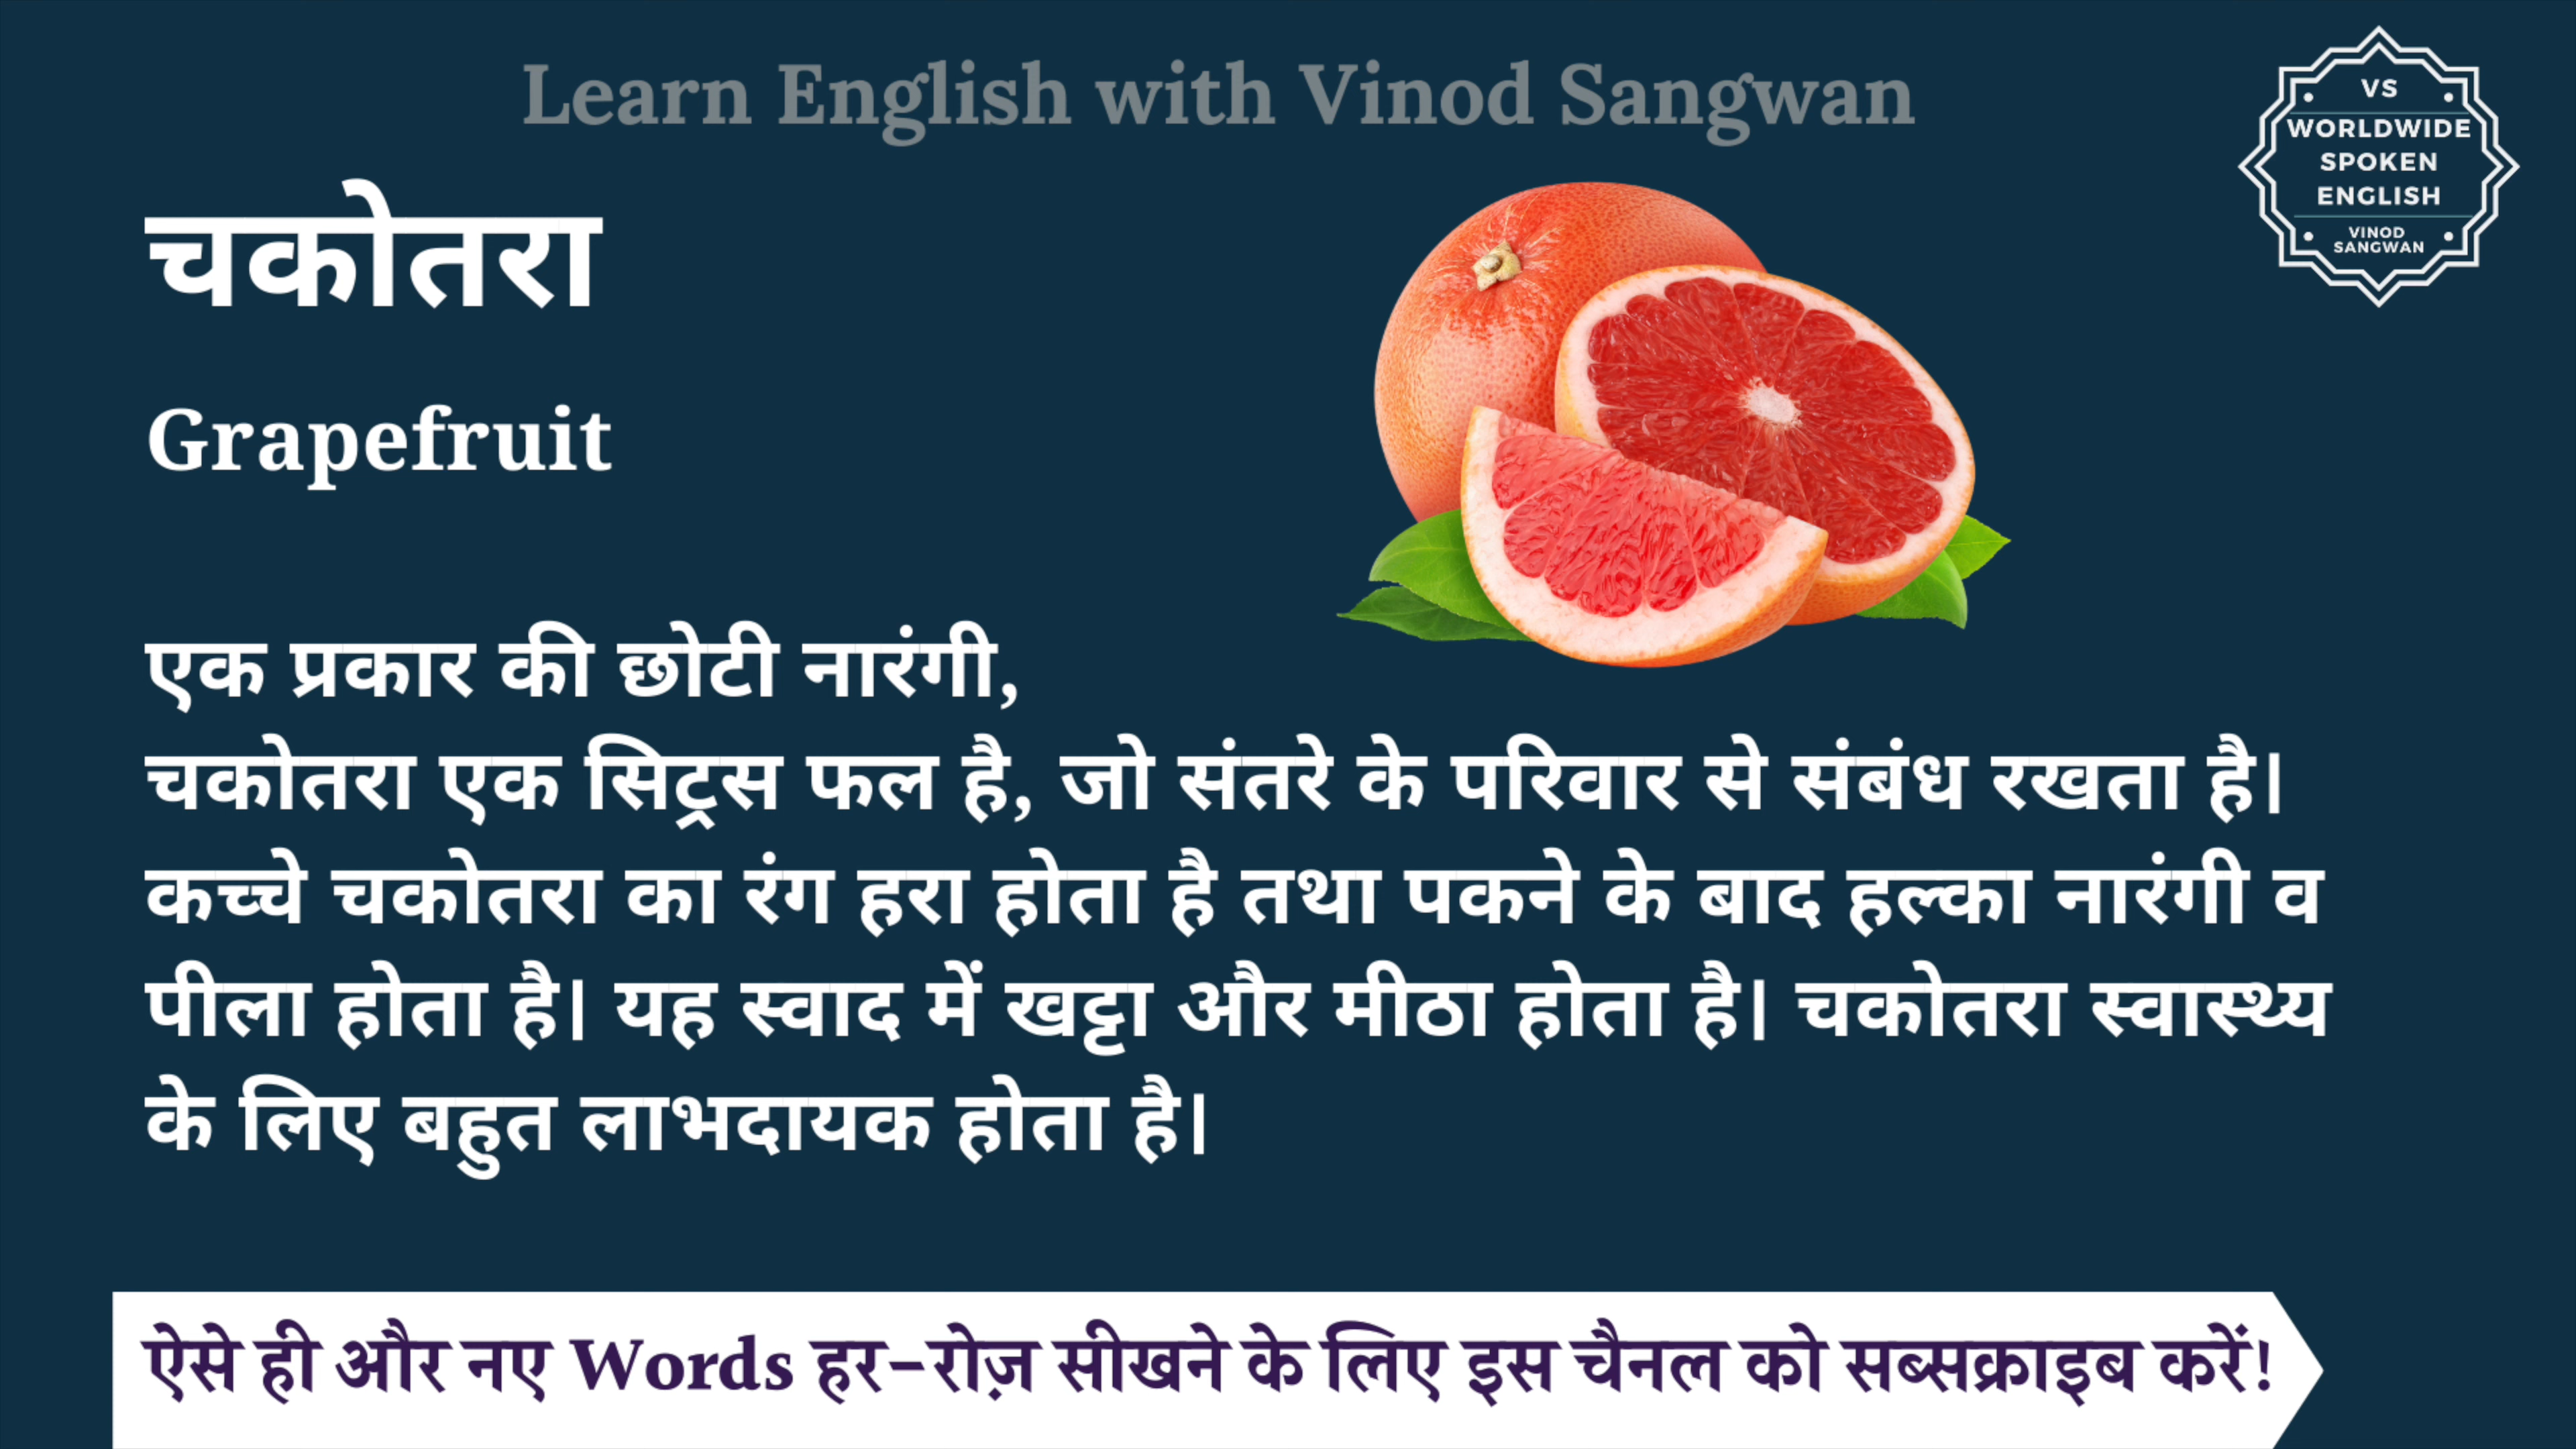 Learn English with Vinod Sangwan
VS
WORLDWIDE
SPOKEN
ENGLISH
VINOD
SANGWAN
चकोतरा
Grapefruit
एक प्रकार की छोटी नारंगी,
चकोतरा एक सिट्रस फल है, जो संतरे के परिवार से संबंध रखता है।
कच्चे चकोतरा का रंग हरा होता है तथा पकने के बाद हल्का नारंगी व
पीला होता है। यह स्वाद में खट्टा और मीठा होता है। चकोतरा स्वास्थ्य
के लिए बहुत लाभदायक होता है।
ऐसे ही और नए Words हर-रोज़ सीखने के लिए इस चैनल को सब्सक्राइब करें!